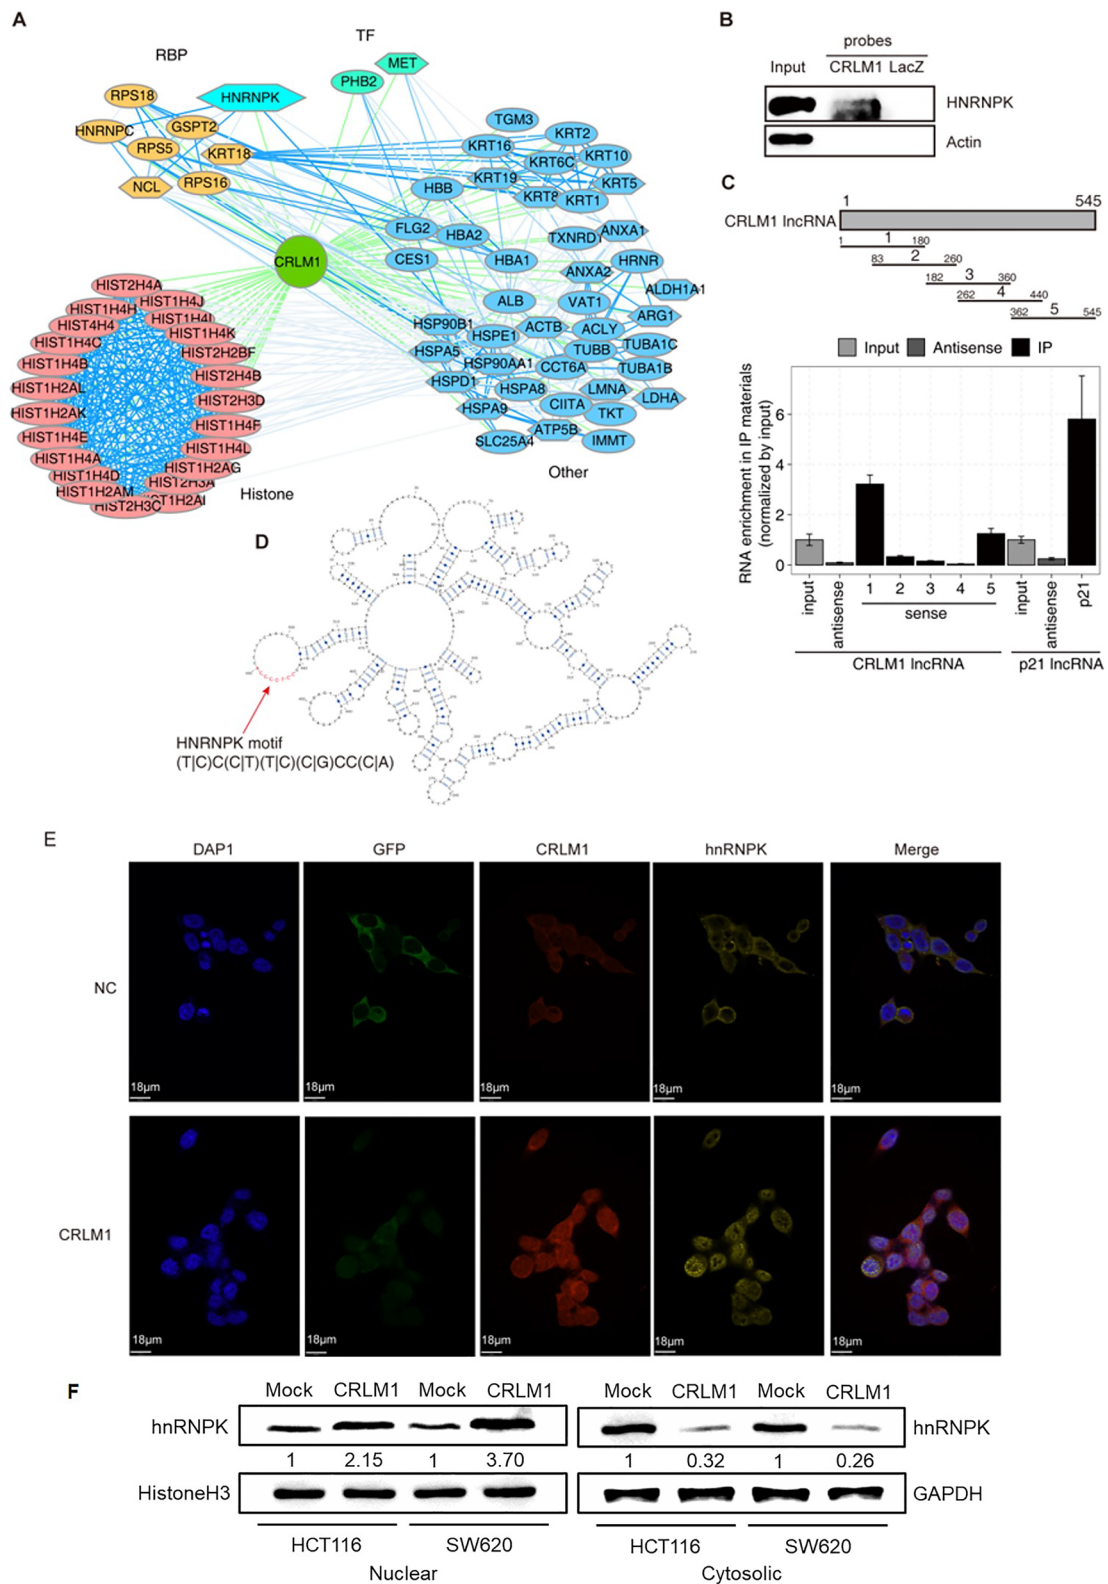 A
RBP
TF
MET
PHB2
RPS18
HNRNPK
HNRNPC
GSPT2
RPS5
KRT18
NCL
RPS16
TGM3
KRT16
KRT2
KRT6C
KRT10
KRT19
KRT5
KRT8
KRT1
HBB
FLG2
HBA2
TXNRD1
ANXA1
CES1
HBA1
ANXA2
HRNR
ALDH1A1
ALB
VAT1
ARG1
CRLM1
HSP90B1
HSPE1
ACTB
ACLY
HSPA5
HSP90AA1
TUBB
TUBA1C
CCT6A
TUBA1B
HSPD1
HSPA8
LMNA
LDHA
HSPA9
CIITA
TKT
ATP5B
SLC25A4
IMMT
Other
HIST2H4A
HIST1H4J
HIST1H4H
HIST1H4I
HIST4H4
HIST1H4K
HIST1H4C
HIST2H2BF
HIST1H4B
HIST2H4B
HIST1H2AL
HIST2H3D
HIST1H2AK
HIST1H4F
HIST1H4E
HIST1H4L
HIST1H4A
HIST1H2AG
HIST1H4D
HIST2H3A
HIST1H2AM
HIST2H3C
Histone
B
probes
Input CRLM1 LacZ
HNRNPK
Actin
C
1 545
CRLM1 lncRNA
1 1 180
83 2 260
182 3 360
262 4 440
362 5 545
Input Antisense IP
RNA enrichment in IP materials
(normalized by input)
6
4
2
0
input antisense 1 2 3 4 5 input antisense p21
sense
CRLM1 lncRNA p21 lncRNA
D
HNRNPK motif
(T|C)C(C|T)(T|C)(C|G)CC(C|A)
E
DAP1 GFP CRLM1 hnRNPK Merge
NC
18μm 18μm 18μm 18μm 18μm
CRLM1
18μm 18μm 18μm 18μm 18μm
F
Mock CRLM1 Mock CRLM1 Mock CRLM1 Mock CRLM1
hnRNPK hnRNPK
1 2.15 1 3.70 1 0.32 1 0.26
HistoneH3 GAPDH
HCT116 SW620 HCT116 SW620
Nuclear Cytosolic